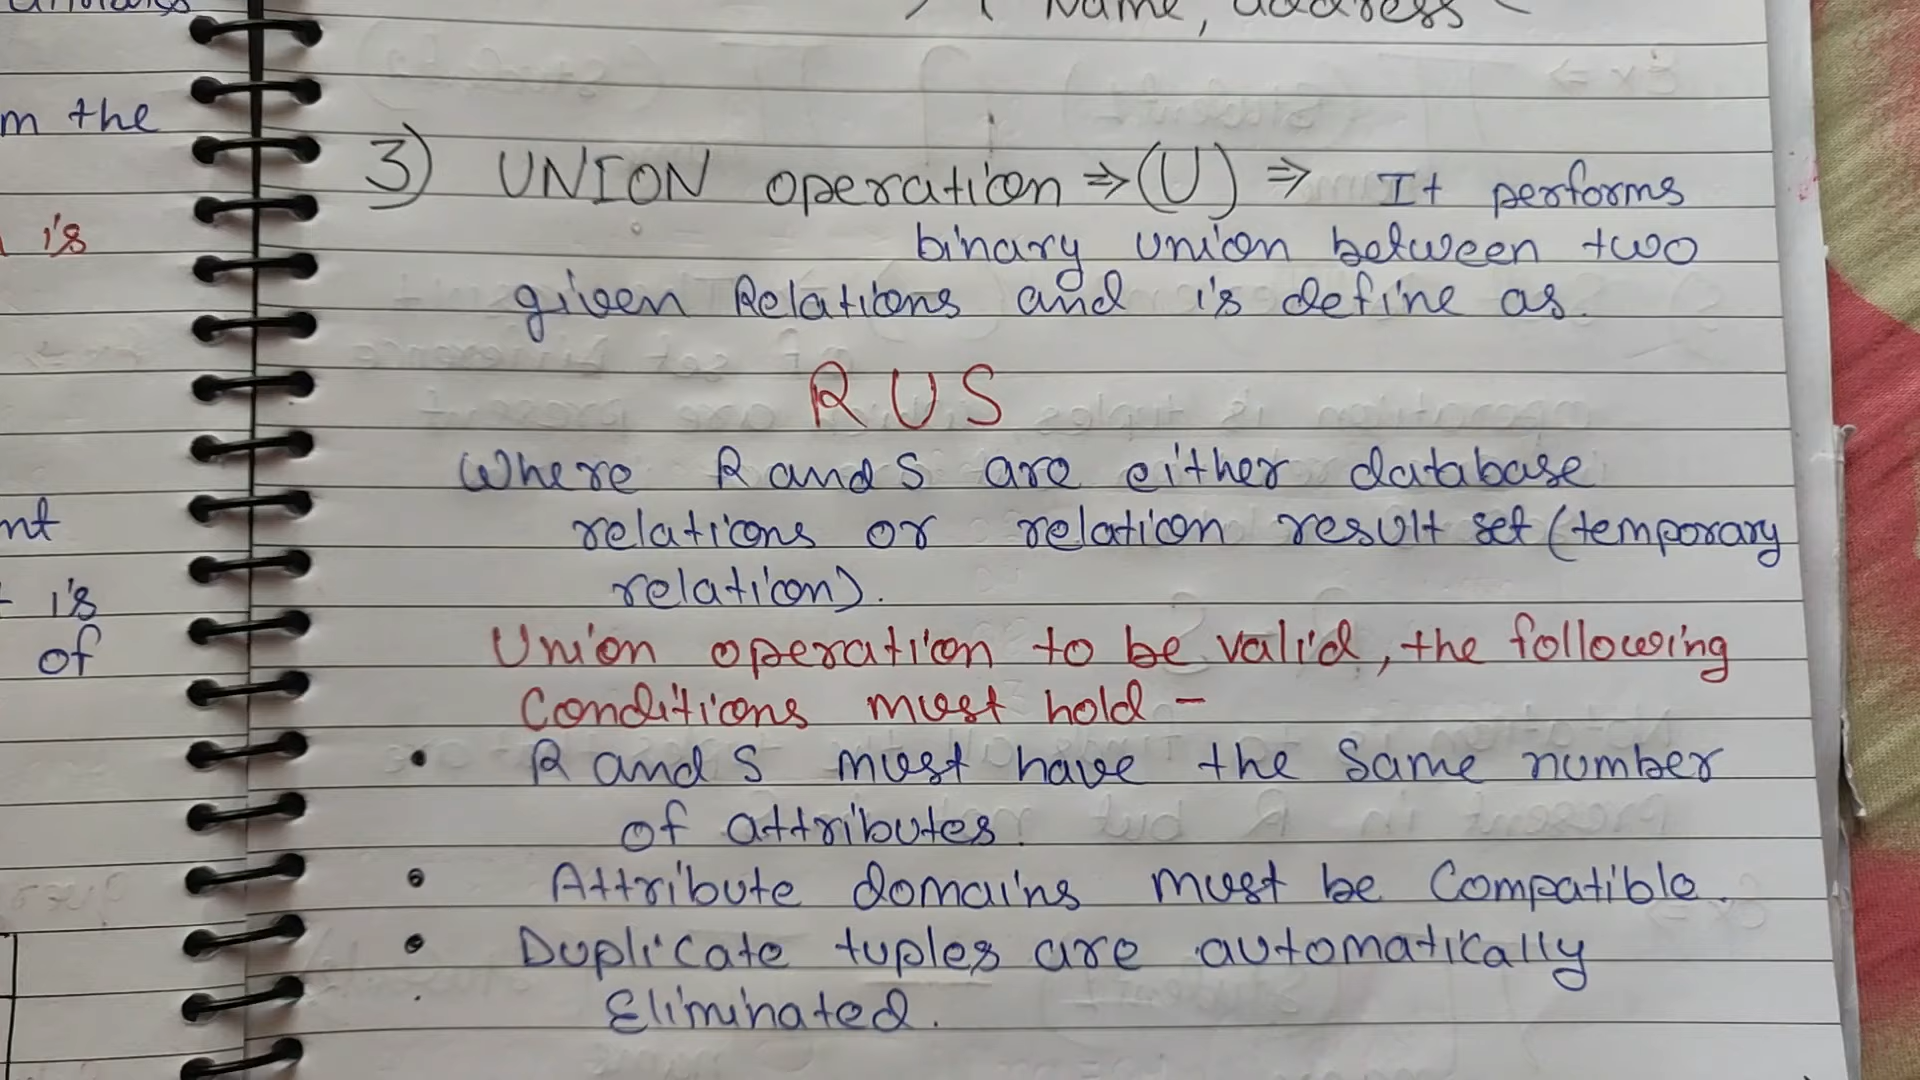 Name, address
m the
is
nt
is
of
3) UNION operation ⇒ (U) ⇒ It performs
binary union between two
given Relations and is define as
R U S
Where R and S are either database
relations or relation result set (temporary
relation).
Union operation to be valid, the following
Conditions must hold -
• R and S must have the Same number
of attributes.
• Attribute domains must be Compatible.
• Duplicate tuples are automatically
Eliminated.